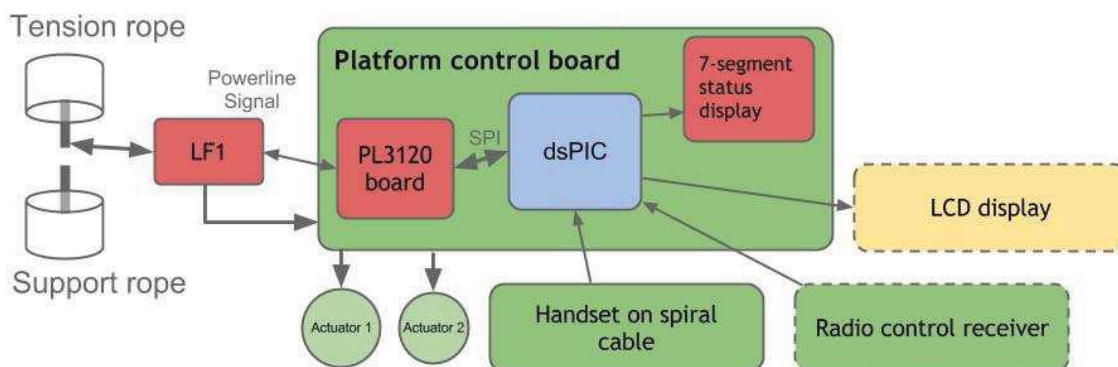 Tension rope
Powerline
Signal
LF1
Support rope
Platform control board
PL3120
board
SPI
dsPIC
7-segment
status
display
LCD display
Actuator 1
Actuator 2
Handset on spiral
cable
Radio control receiver